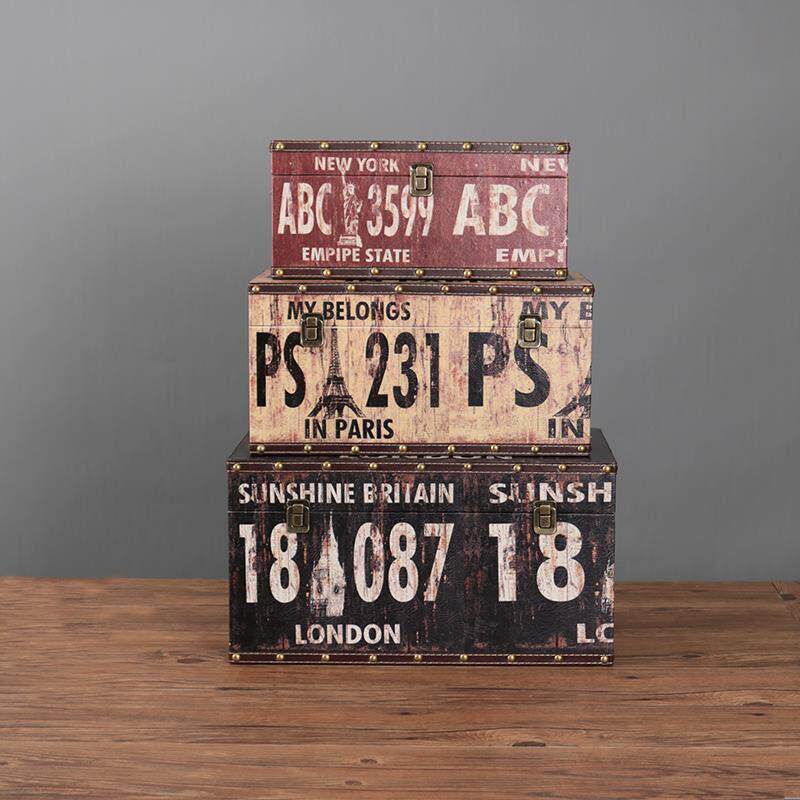 NEW YORK NEW
ABC 3599 ABC
EMPIPE STATE EMPI
MY BELONGS MY B
PS 231 PS
IN PARIS IN
LONDON
SUNSHINE BRITAIN SUNSH
18 087 18
LONDON LO